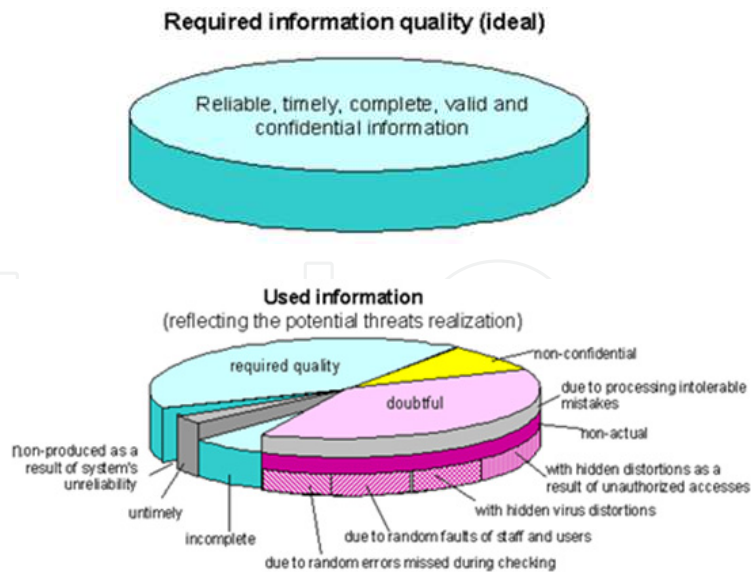 Required information quality (ideal)
Reliable, timely, complete, valid and
confidential information
Used information
(reflecting the potential threats realization)
required quality
non-confidential
doubtful
due to processing intolerable
mistakes
non-actual
Non-produced as a
result of system's
unreliability
with hidden distortions as a
result of unauthorized accesses
untimely
with hidden virus distortions
incomplete
due to random faults of staff and users
due to random errors missed during checking